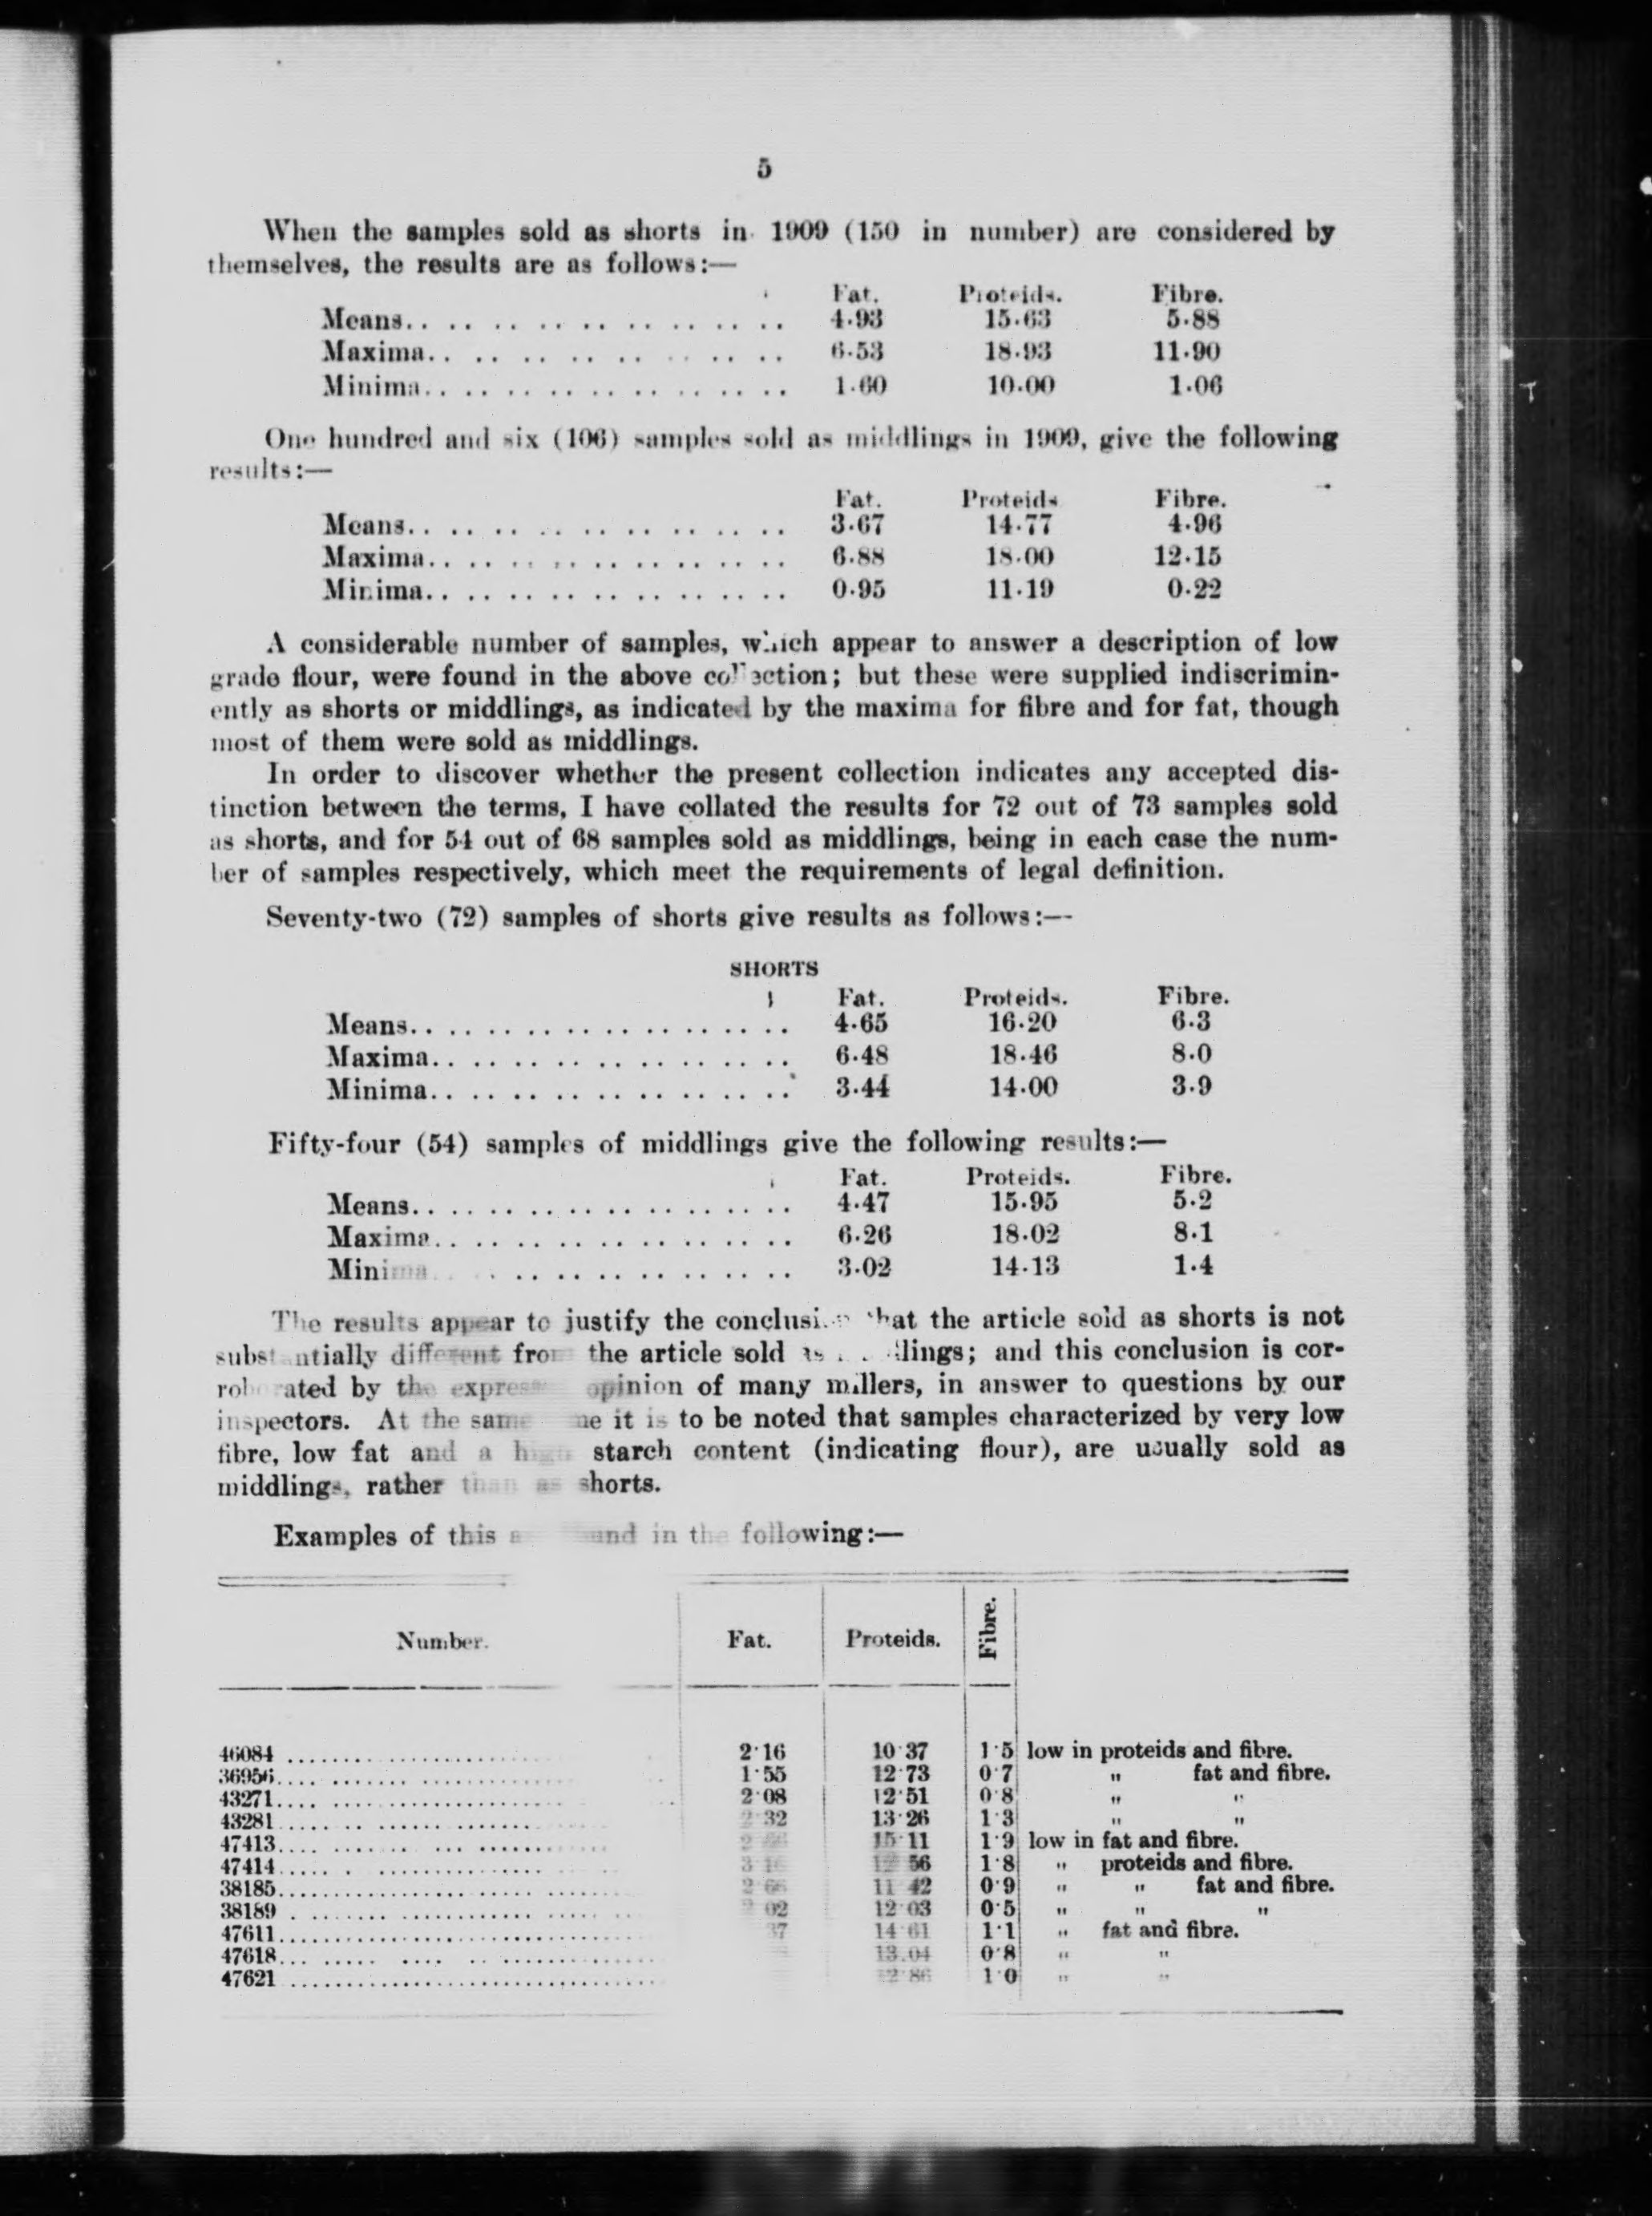 5
When the samples sold as shorts in 1909 (150 in number) are considered by
themselves, the results are as follows:—
Fat. Proteids. Fibre.
Means. . . . . . . . . . . . . . . . . . 4·93 15·63 5·88
Maxima. . . . . . . . . . . . . . . . . 6·53 18·93 11·90
Minima. . . . . . . . . . . . . . . . . 1·60 10·00 1·06
One hundred and six (106) samples sold as middlings in 1909, give the following
results:—
Fat. Proteids Fibre.
Means. . . . . . . . . . . . . . . . . . 3·67 14·77 4·96
Maxima. . . . . . . . . . . . . . . . . 6·88 18·00 12·15
Minima. . . . . . . . . . . . . . . . . 0·95 11·19 0·22
A considerable number of samples, which appear to answer a description of low
grade flour, were found in the above collection; but these were supplied indiscrimin-
ently as shorts or middlings, as indicated by the maxima for fibre and for fat, though
most of them were sold as middlings.
In order to discover whether the present collection indicates any accepted dis-
tinction between the terms, I have collated the results for 72 out of 73 samples sold
as shorts, and for 54 out of 68 samples sold as middlings, being in each case the num-
ber of samples respectively, which meet the requirements of legal definition.
Seventy-two (72) samples of shorts give results as follows:—
SHORTS
Fat. Proteids. Fibre.
Means. . . . . . . . . . . . . . . . . . 4·65 16·20 6·3
Maxima. . . . . . . . . . . . . . . . . 6·48 18·46 8·0
Minima. . . . . . . . . . . . . . . . . 3·44 14·00 3·9
Fifty-four (54) samples of middlings give the following results:—
Fat. Proteids. Fibre.
Means. . . . . . . . . . . . . . . . . . 4·47 15·95 5·2
Maxima. . . . . . . . . . . . . . . . . 6·26 18·02 8·1
Minima. . . . . . . . . . . . . . . . . 3·02 14·13 1·4
The results appear to justify the conclusion that the article sold as shorts is not
substantially different from the article sold as middlings; and this conclusion is cor-
roborated by the express opinion of many millers, in answer to questions by our
inspectors. At the same it is to be noted that samples characterized by very low
fibre, low fat and a high starch content (indicating flour), are usually sold as
middlings, rather than as shorts.
Examples of this in the following:—
Number. Fat. Proteids. Fibre.
46084 .......................... 2·16 10·37 1·5 low in proteids and fibre.
36956.......................... 1·55 12·73 0·7 " fat and fibre.
43271.......................... 2·08 12·51 0·8 " "
43281.......................... 2·32 13·26 1·3 " "
47413.......................... 15·11 1·9 low in fat and fibre.
47414.......................... 1·8 " proteids and fibre.
38185.......................... 11·42 0·9 " " fat and fibre.
38189 .......................... 12·03 0·5 " " "
47611.......................... 14·61 1·1 " fat and fibre.
47618.......................... 13.04 0·8 " "
47621 .......................... 1·0 " "